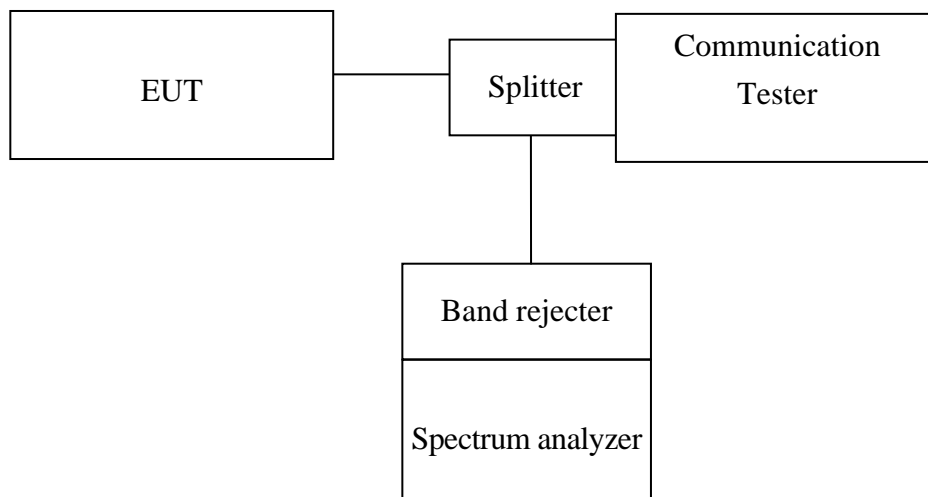 EUT
Splitter
Communication
Tester
Band rejecter
Spectrum analyzer